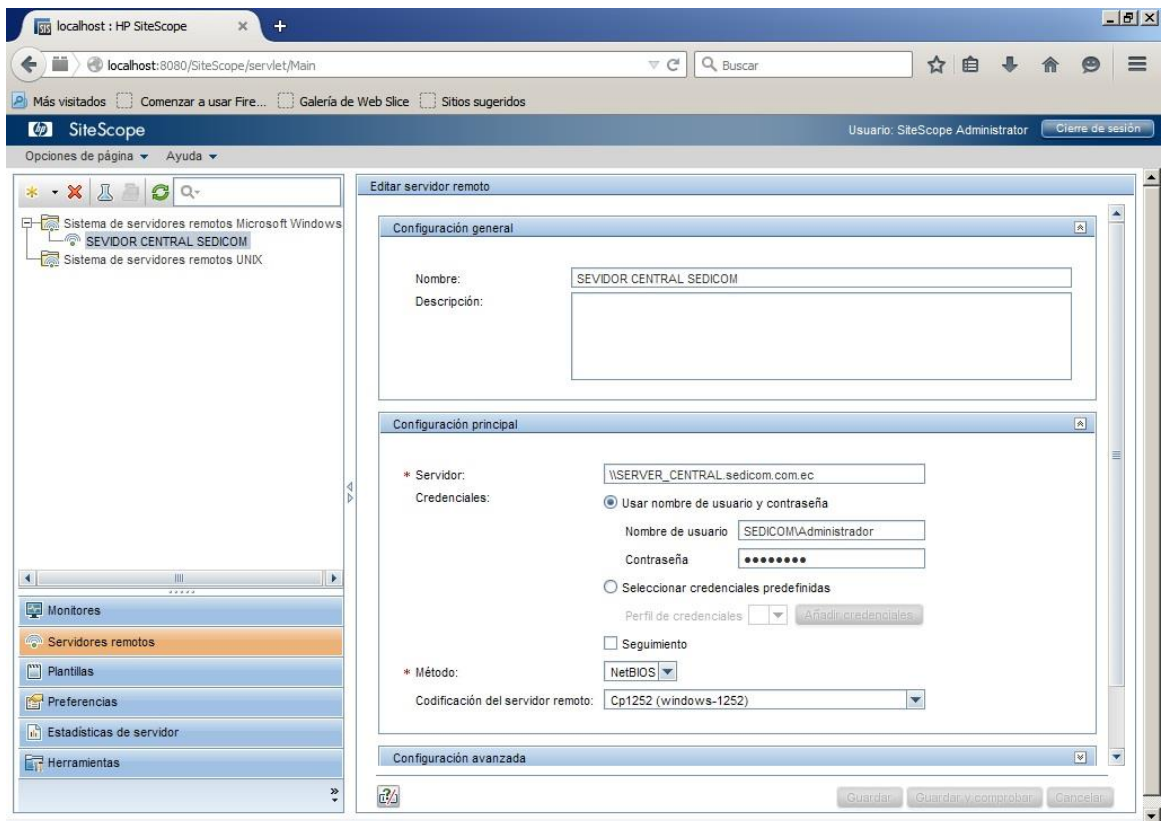 localhost : HP SiteScope
localhost:8080/SiteScope/servlet/Main
Buscar
Más visitados Comenzar a usar Fire... Galería de Web Slice Sitios sugeridos
hp SiteScope Usuario: SiteScope Administrator Cierre de sesión
Opciones de página Ayuda
Sistema de servidores remotos Microsoft Windows
SEVIDOR CENTRAL SEDICOM
Sistema de servidores remotos UNIX
Monitores
Servidores remotos
Plantillas
Preferencias
Estadísticas de servidor
Herramientas
Editar servidor remoto
Configuración general
Nombre: SEVIDOR CENTRAL SEDICOM
Descripción:
Configuración principal
* Servidor: \\SERVER_CENTRAL.sedicom.com.ec
Credenciales: Usar nombre de usuario y contraseña
Nombre de usuario SEDICOM\Administrador
Contraseña ●●●●●●●●
Seleccionar credenciales predefinidas
Perfil de credenciales Añadir credenciales
Seguimiento
* Método: NetBIOS
Codificación del servidor remoto: Cp1252 (windows-1252)
Configuración avanzada
Guardar Guardar y comprobar Cancelar